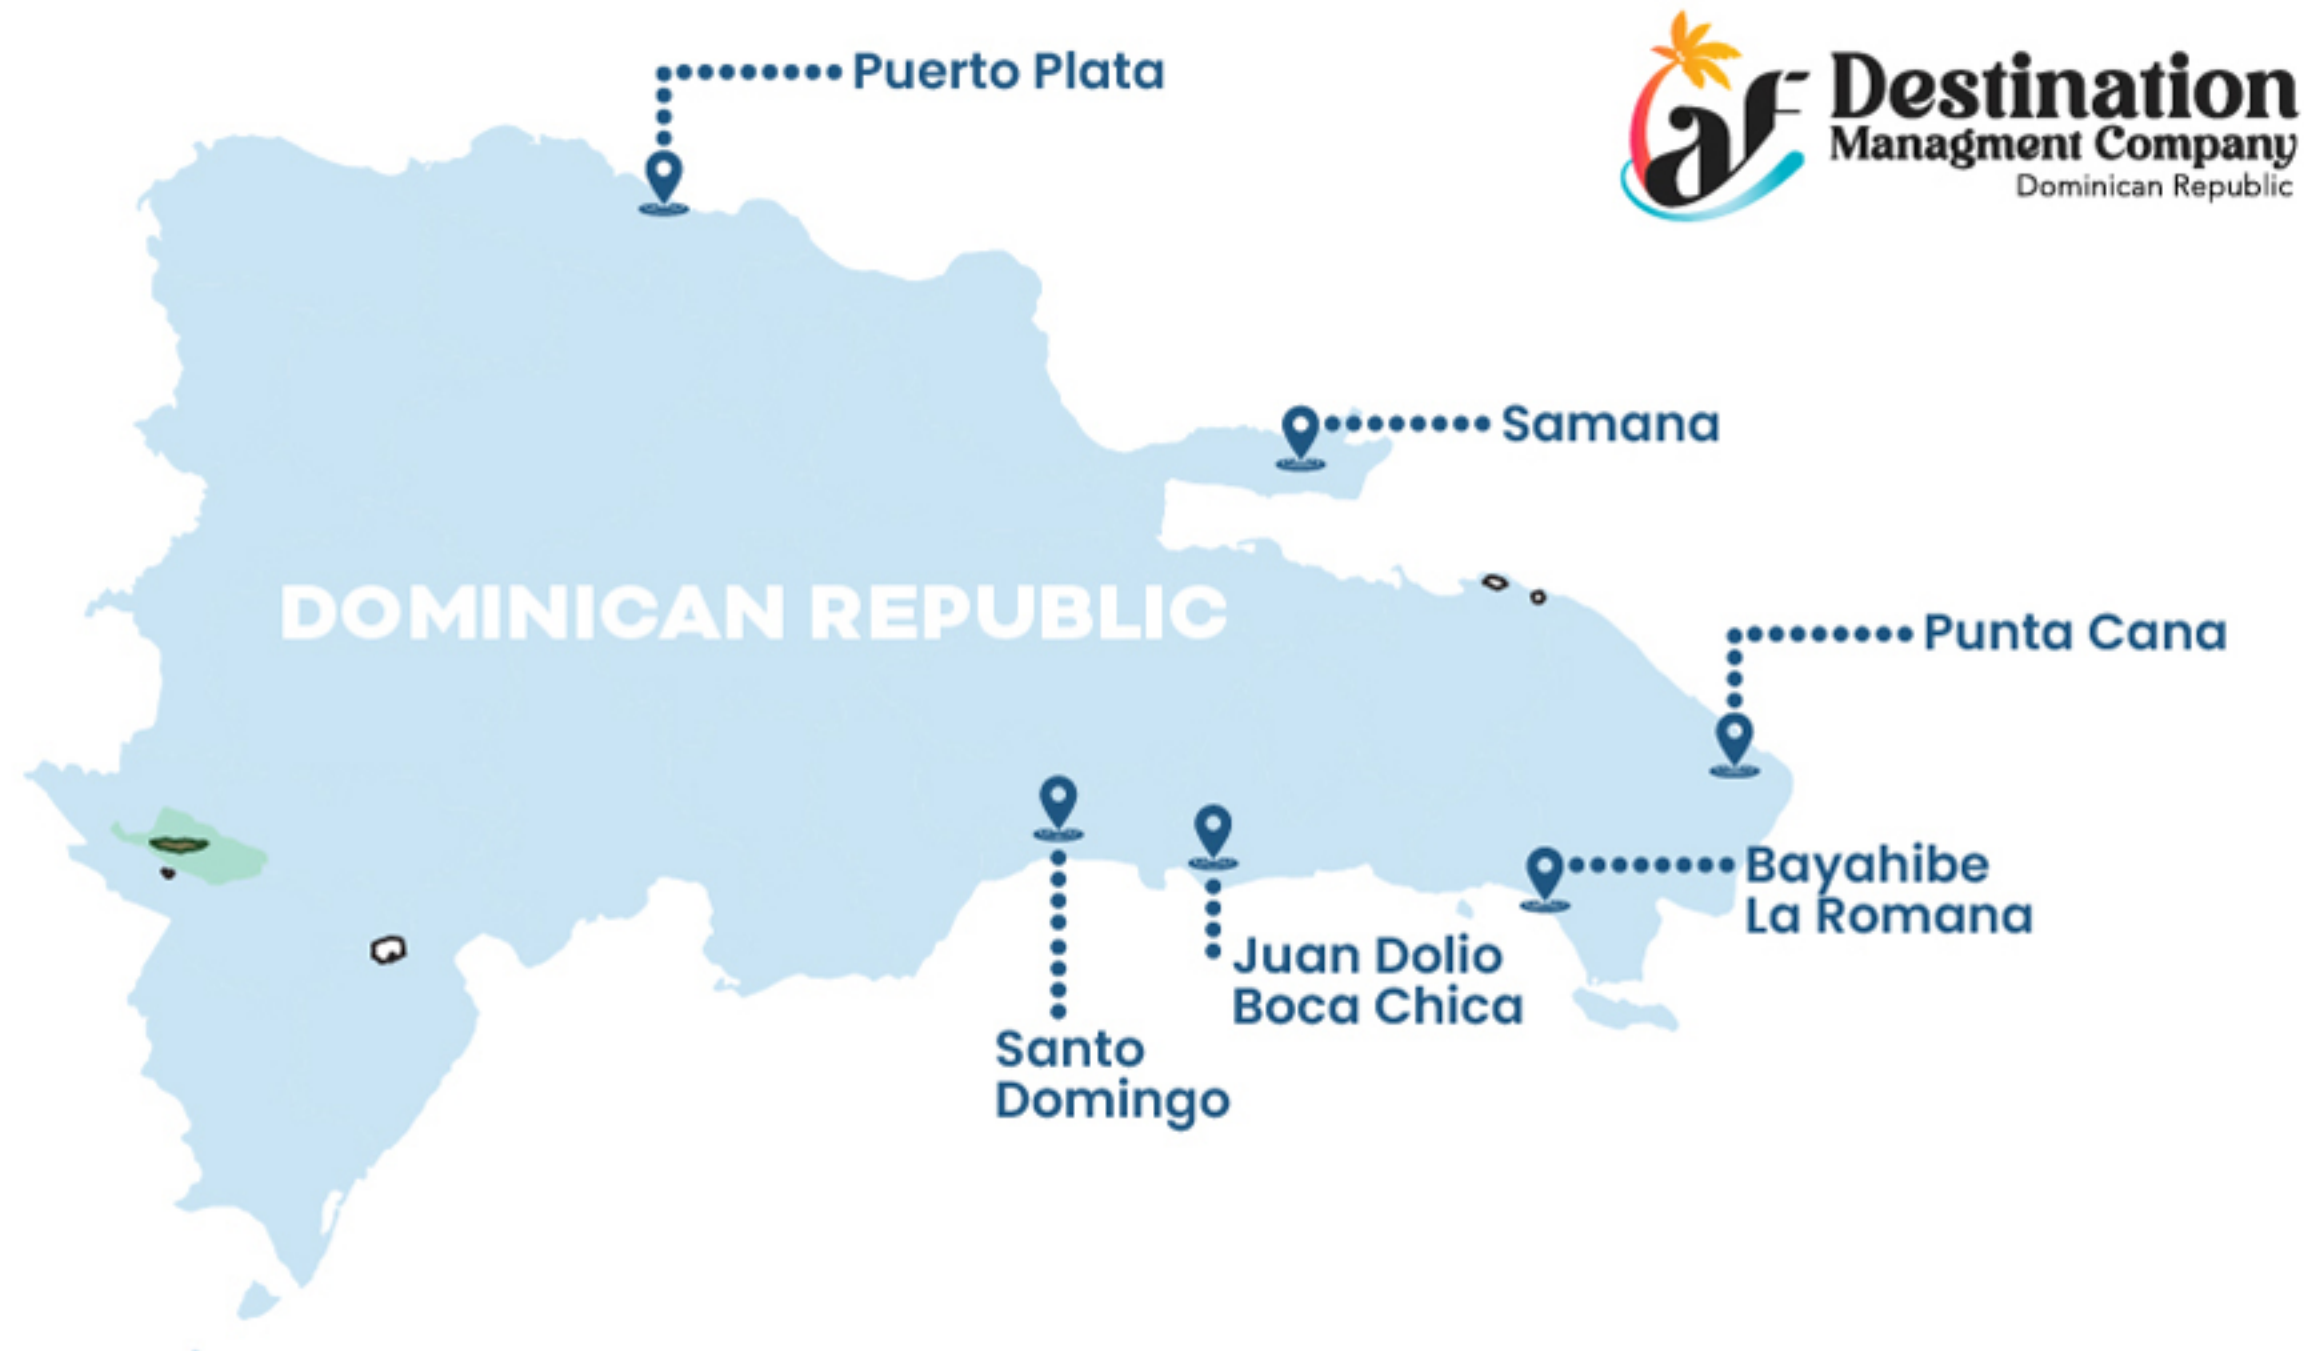 Puerto Plata
af
Destination
Managment Company
Dominican Republic
Samana
DOMINICAN REPUBLIC
Punta Cana
Bayahibe
La Romana
Juan Dolio
Boca Chica
Santo
Domingo